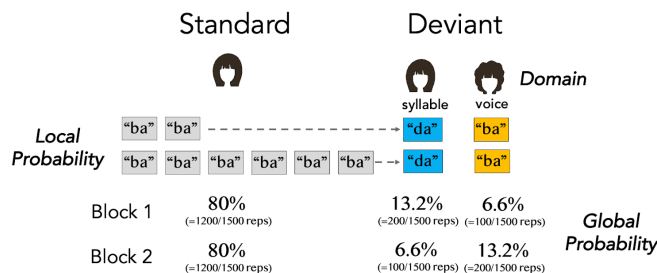 Standard Deviant
Domain
syllable voice
Local Probability
“ba” “ba” “da” “ba”
“ba” “ba” “ba” “ba” “ba” “ba” “da” “ba”
Block 1 80% 13.2% 6.6%
(=1200/1500 reps) (=200/1500 reps) (=100/1500 reps)
Global Probability
Block 2 80% 6.6% 13.2%
(=1200/1500 reps) (=100/1500 reps) (=200/1500 reps)